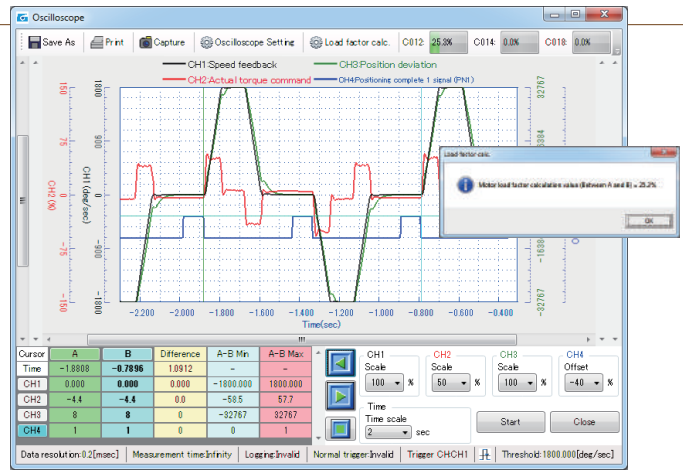 Oscilloscope
Save As Print Capture Oscilloscope Setting Load factor calc. C012: 25.3% C014: 0.0% C018: 0.0%
CH1:Speed feedback CH3:Position deviation
CH2:Actual torque command CH4:Positioning complete 1 signal (PN1)
150 75 0 -75 -150
CH2(%)
1801 900 0 -900 -1801
CH1(deg/sec)
32767 16384 -16384 -32767
-2.200 -2.000 -1.800 -1.600 -1.400 -1.200 -1.000 -0.800 -0.600 -0.400
Time(sec)
Load factor calc.
Motor load factor calculation value (Between A and B) = 25.2%
OK
Cursor A B Difference A-B Min A-B Max
Time -1.8808 -0.7896 1.0912 - -
CH1 0.000 0.000 0.000 -1800.000 1800.000
CH2 -4.4 -4.4 0.0 -58.5 57.7
CH3 8 8 0 -32767 32767
CH4 1 1 0 0 1
CH1 CH2 CH3 CH4
Scale Scale Scale Offset
100 % 50 % 100 % -40 %
Time
Time scale
2 sec
Start Close
Data resolution:0.2[msec] Measurement time:Infinity Logging:Invalid Normal trigger:Invalid Trigger CH:CH1 Threshold:1800.000[deg/sec]